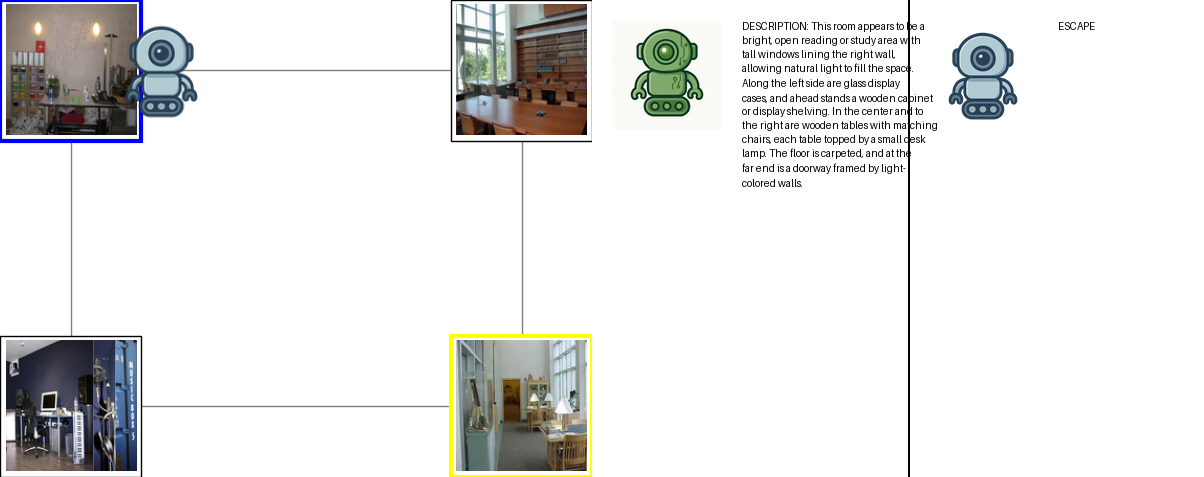 DESCRIPTION: This room appears to be a
bright, open reading or study area with
tall windows lining the right wall,
allowing natural light to fill the space.
Along the left side are glass display
cases, and ahead stands a wooden cabinet
or display shelving. In the center and to
the right are wooden tables with matching
chairs, each table topped by a small desk
lamp. The floor is carpeted, and at the
far end is a doorway framed by light-
colored walls.
ESCAPE
MUSICBOX 5